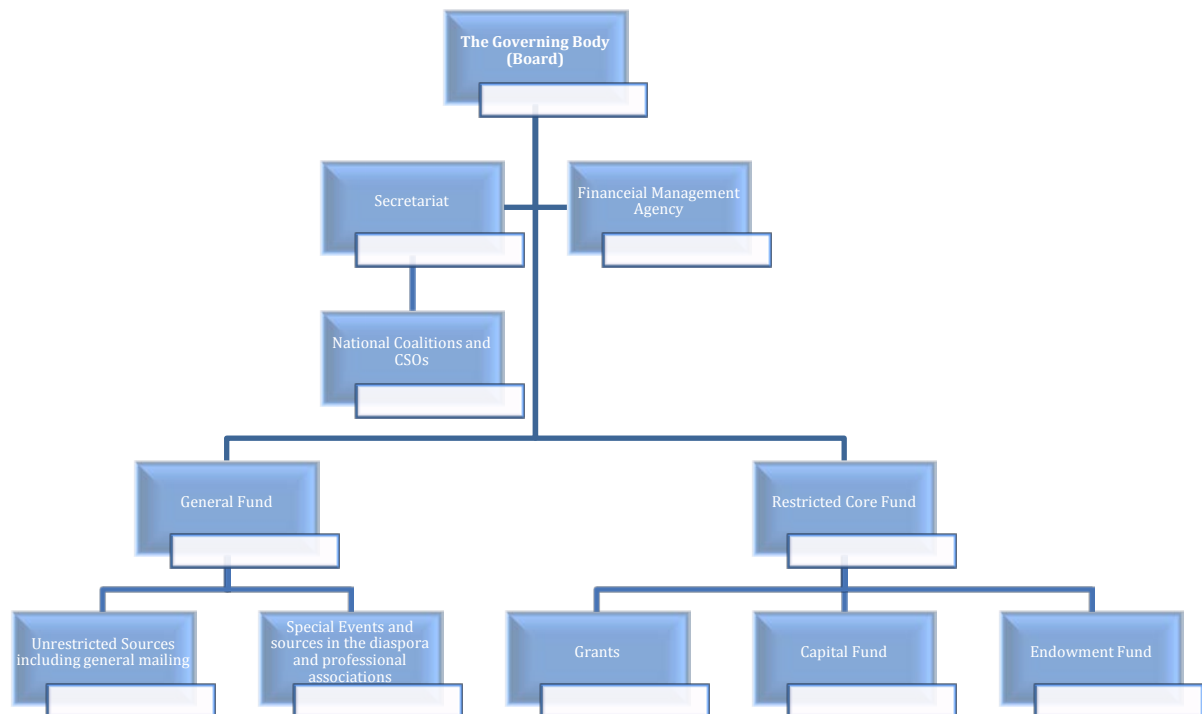 The Governing Body
(Board)
Secretariat
Financeial Management
Agency
National Coalitions and
CSOs
General Fund
Restricted Core Fund
Unrestricted Sources
including general mailing
Special Events and
sources in the diaspora
and professional
associations
Grants
Capital Fund
Endowment Fund